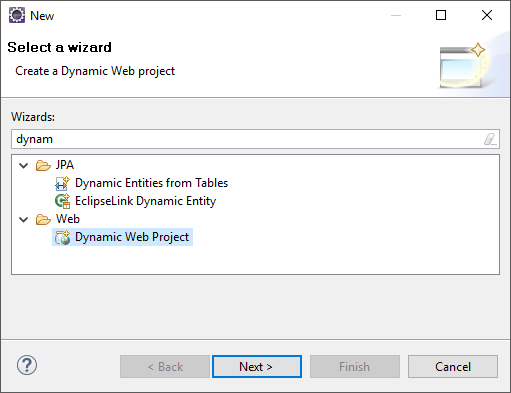 New
Select a wizard
Create a Dynamic Web project
Wizards:
dynam
JPA
Dynamic Entities from Tables
EclipseLink Dynamic Entity
Web
Dynamic Web Project
? < Back Next > Finish Cancel